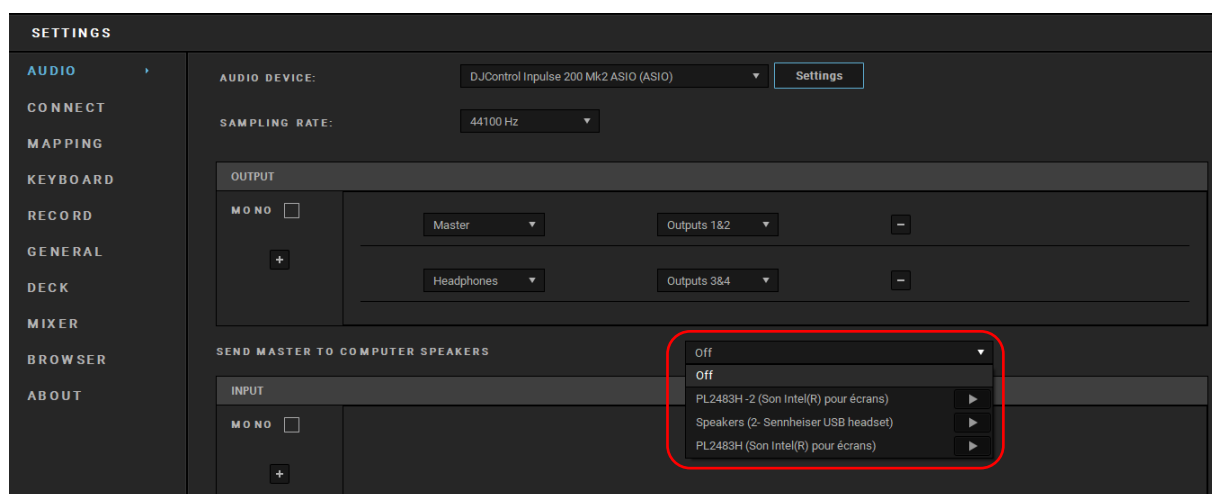 SETTINGS
AUDIO
CONNECT
MAPPING
KEYBOARD
RECORD
GENERAL
DECK
MIXER
BROWSER
ABOUT
AUDIO DEVICE: DJControl Inpulse 200 Mk2 ASIO (ASIO) Settings
SAMPLING RATE: 44100 Hz
OUTPUT
MONO
Master Outputs 1&2 −
+
Headphones Outputs 3&4 −
SEND MASTER TO COMPUTER SPEAKERS Off
Off
PL2483H -2 (Son Intel(R) pour écrans)
Speakers (2- Sennheiser USB headset)
PL2483H (Son Intel(R) pour écrans)
INPUT
MONO
+